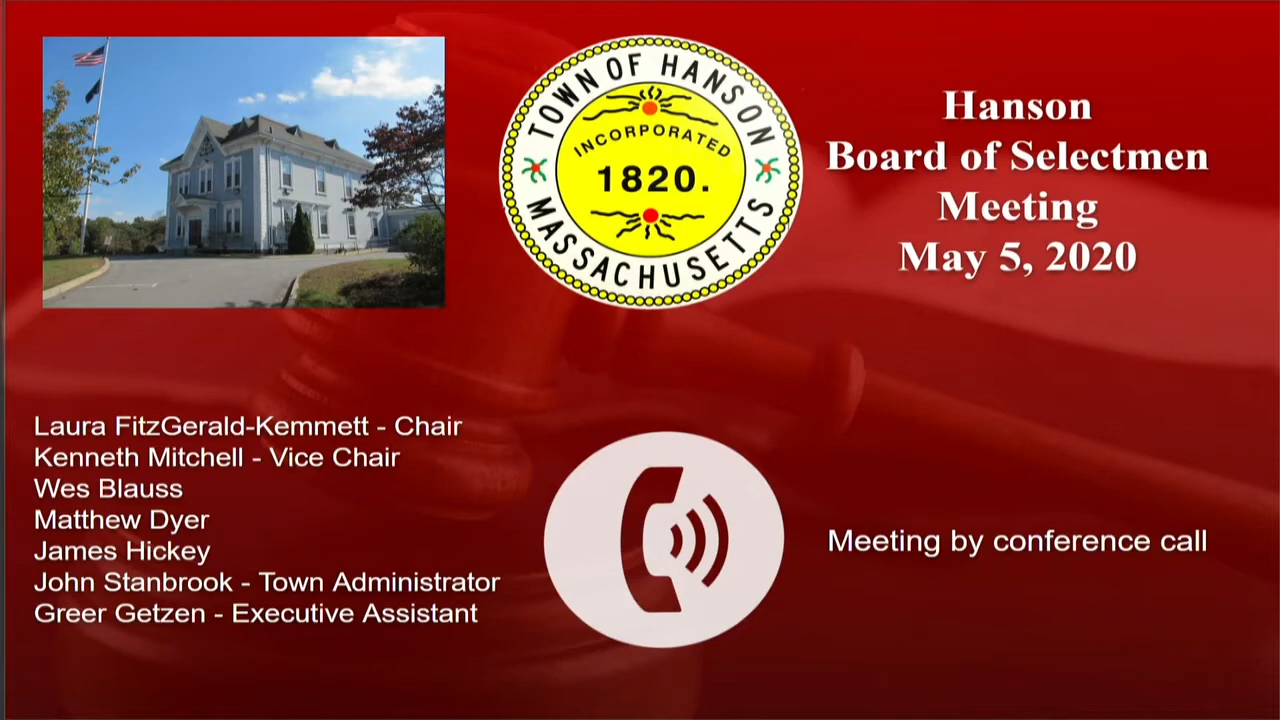 TOWN OF HANSON
INCORPORATED
1820.
MASSACHUSETTS
Hanson
Board of Selectmen
Meeting
May 5, 2020
Laura FitzGerald-Kemmett - Chair
Kenneth Mitchell - Vice Chair
Wes Blauss
Matthew Dyer
James Hickey
John Stanbrook - Town Administrator
Greer Getzen - Executive Assistant
Meeting by conference call